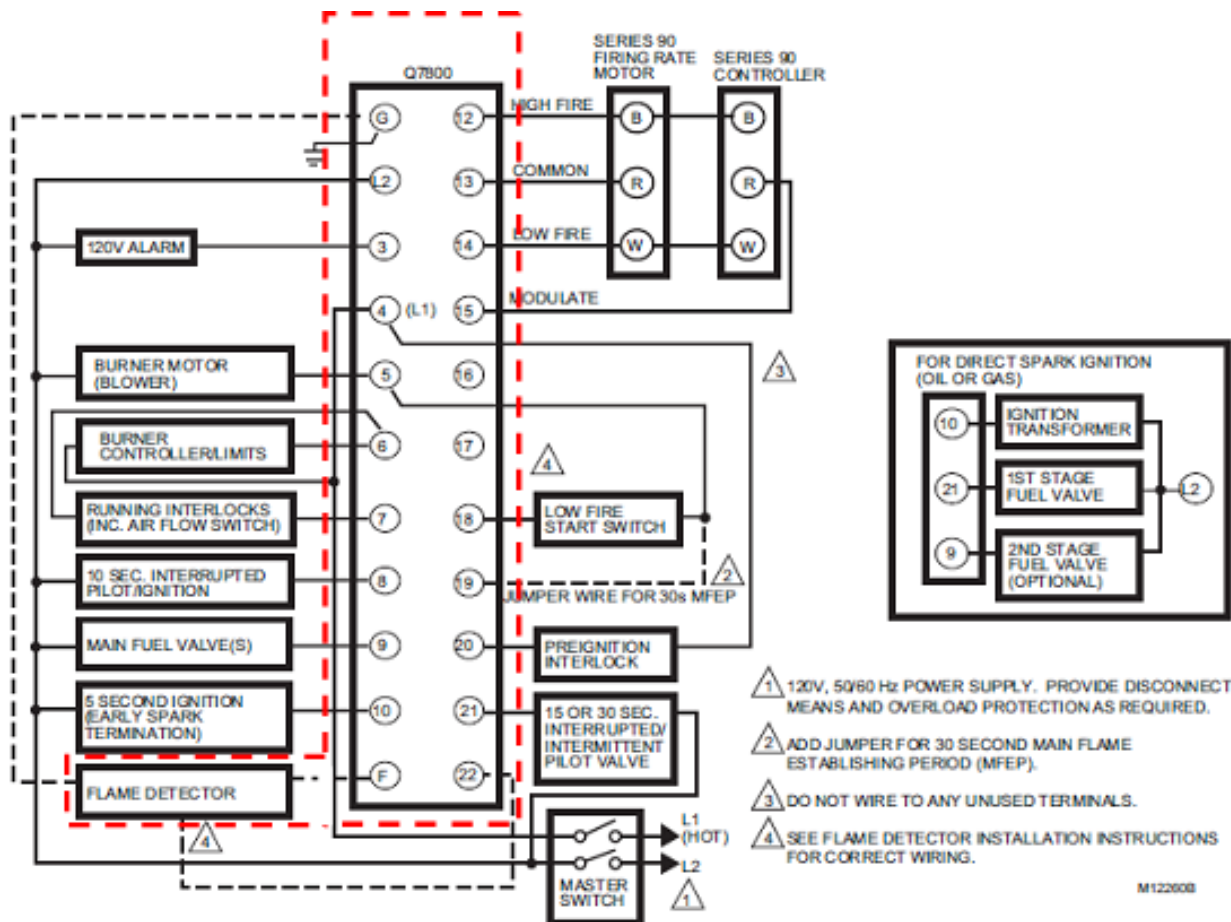 SERIES 90
FIRING RATE
MOTOR
SERIES 90
CONTROLLER
Q7800
G
12
HIGH FIRE
B
B
L2
13
COMMON
R
R
120V ALARM
3
14
LOW FIRE
W
W
4
(L1)
15
MODULATE
BURNER MOTOR
(BLOWER)
5
16
3
BURNER
CONTROLLER/LIMITS
6
17
4
RUNNING INTERLOCKS
(INC. AIR FLOW SWITCH)
7
18
LOW FIRE
START SWITCH
10 SEC. INTERRUPTED
PILOT/IGNITION
8
19
2
JUMPER WIRE FOR 30s MFEP
MAIN FUEL VALVE(S)
9
20
PREIGNITION
INTERLOCK
5 SECOND IGNITION
(EARLY SPARK
TERMINATION)
10
21
15 OR 30 SEC.
INTERRUPTED/
INTERMITTENT
PILOT VALVE
FLAME DETECTOR
F
22
4
L1
(HOT)
L2
MASTER
SWITCH
1
FOR DIRECT SPARK IGNITION
(OIL OR GAS)
10
IGNITION
TRANSFORMER
21
1ST STAGE
FUEL VALVE
L2
9
2ND STAGE
FUEL VALVE
(OPTIONAL)
1 120V, 50/60 Hz POWER SUPPLY. PROVIDE DISCONNECT
MEANS AND OVERLOAD PROTECTION AS REQUIRED.
2 ADD JUMPER FOR 30 SECOND MAIN FLAME
ESTABLISHING PERIOD (MFEP).
3 DO NOT WIRE TO ANY UNUSED TERMINALS.
4 SEE FLAME DETECTOR INSTALLATION INSTRUCTIONS
FOR CORRECT WIRING.
M12260B